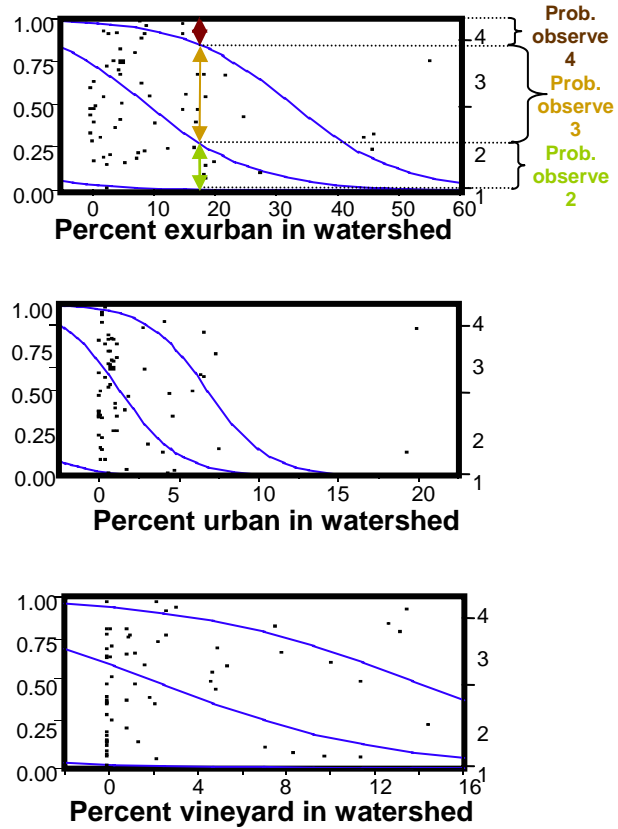 1.00
0.75
0.50
0.25
0.00
4
3
2
1
0 10 20 30 40 50 60
Percent exurban in watershed
Prob.
observe
4
Prob.
observe
3
Prob.
observe
2
1.00
0.75
0.50
0.25
0.00
4
3
2
1
0 5 10 15 20
Percent urban in watershed
1.00
0.75
0.50
0.25
0.00
4
3
2
1
0 4 8 12 16
Percent vineyard in watershed